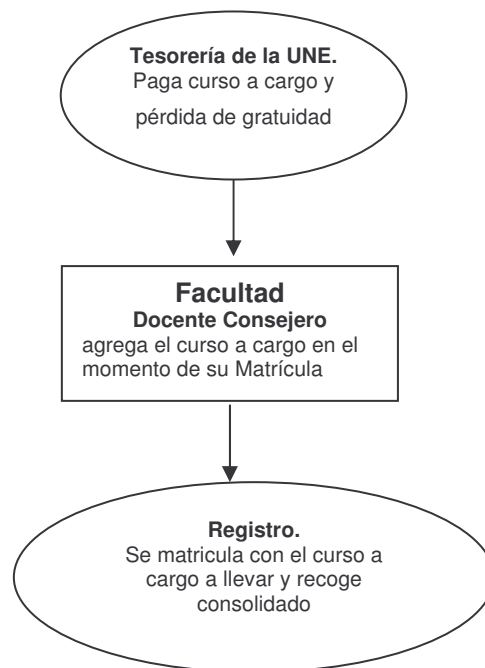 Tesorería de la UNE.
Paga curso a cargo y
pérdida de gratuidad
Facultad
Docente Consejero
agrega el curso a cargo en el
momento de su Matrícula
Registro.
Se matricula con el curso a
cargo a llevar y recoge
consolidado